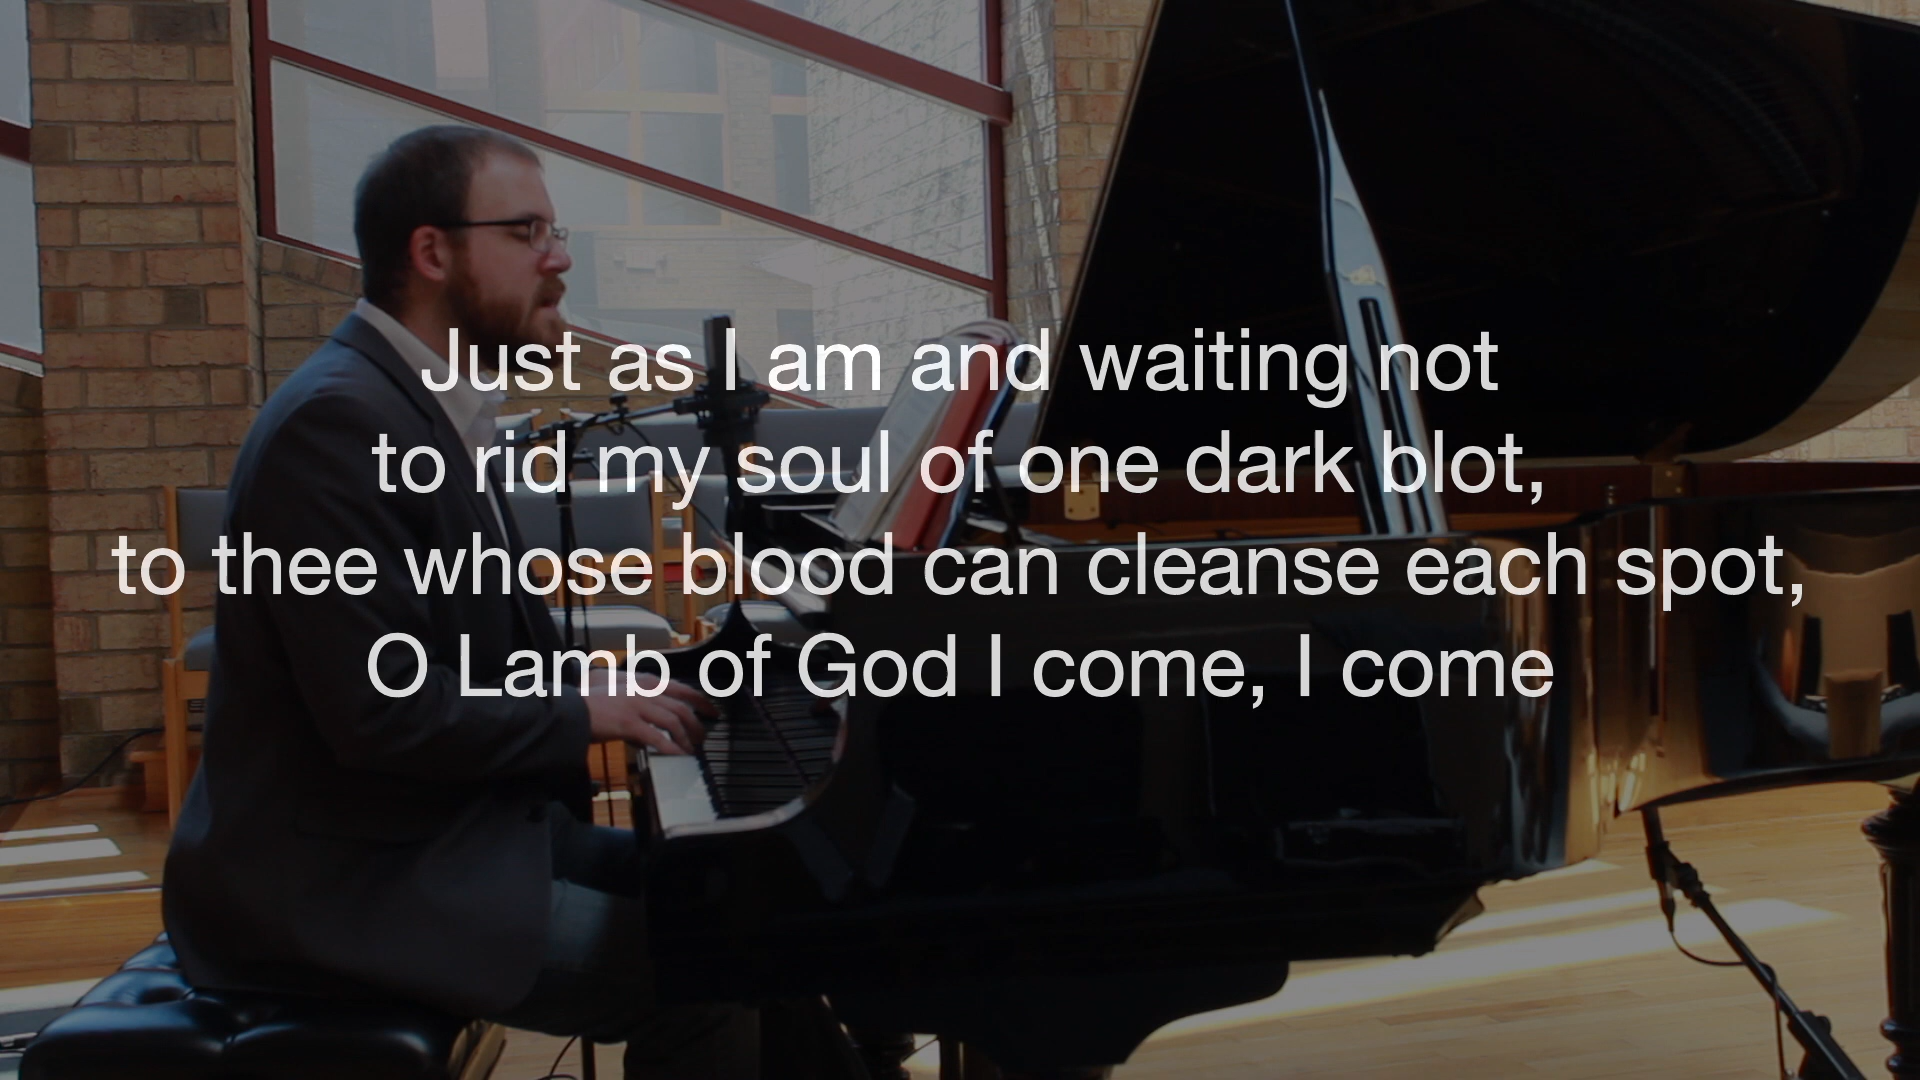 Just as I am and waiting not
to rid my soul of one dark blot,
to thee whose blood can cleanse each spot,
O Lamb of God I come, I come